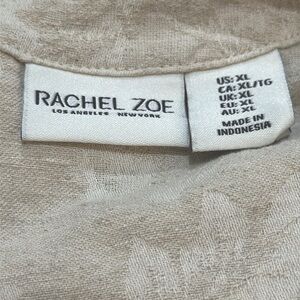 RACHEL ZOE
LOS ANGELES NEW YORK
US: XL
CA: XL/TG
UK: XL
EU: XL
AU: XL
MADE IN
INDONESIA